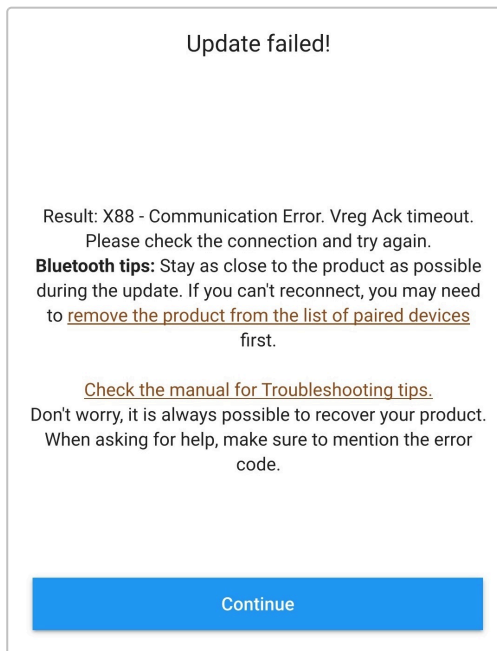 Update failed!
Result: X88 - Communication Error. Vreg Ack timeout.
Please check the connection and try again.
Bluetooth tips: Stay as close to the product as possible
during the update. If you can't reconnect, you may need
to remove the product from the list of paired devices
first.
Check the manual for Troubleshooting tips.
Don't worry, it is always possible to recover your product.
When asking for help, make sure to mention the error
code.
Continue